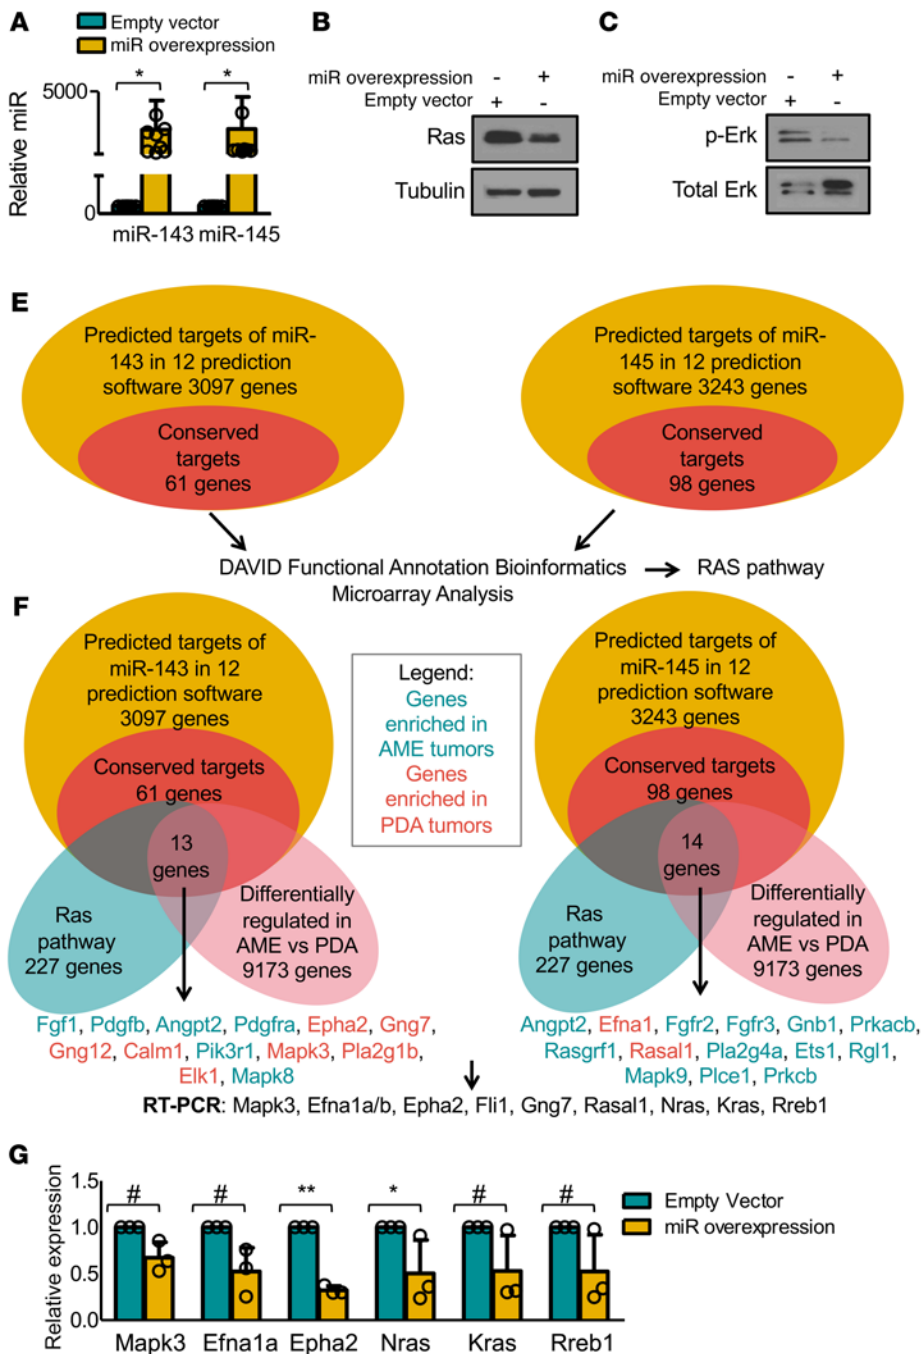 A
Empty vector
miR overexpression
* *
5000
0
Relative miR
miR-143 miR-145
B
miR overexpression - +
Empty vector + -
Ras
Tubulin
C
miR overexpression - +
Empty vector + -
p-Erk
Total Erk
E
Predicted targets of miR-
143 in 12 prediction
software 3097 genes
Conserved
targets
61 genes
Predicted targets of miR-
145 in 12 prediction
software 3243 genes
Conserved
targets
98 genes
DAVID Functional Annotation Bioinformatics
Microarray Analysis
RAS pathway
F
Predicted targets of
miR-143 in 12
prediction software
3097 genes
Conserved targets
61 genes
13
genes
Ras
pathway
227 genes
Differentially
regulated in
AME vs PDA
9173 genes
Legend:
Genes
enriched in
AME tumors
Genes
enriched in
PDA tumors
Predicted targets of
miR-145 in 12
prediction software
3243 genes
Conserved targets
98 genes
14
genes
Ras
pathway
227 genes
Differentially
regulated in
AME vs PDA
9173 genes
Fgf1, Pdgfb, Angpt2, Pdgfra, Epha2, Gng7,
Gng12, Calm1, Pik3r1, Mapk3, Pla2g1b,
Elk1, Mapk8
Angpt2, Efna1, Fgfr2, Fgfr3, Gnb1, Prkacb,
Rasgrf1, Rasal1, Pla2g4a, Ets1, Rgl1,
Mapk9, Plce1, Prkcb
RT-PCR: Mapk3, Efna1a/b, Epha2, Fli1, Gng7, Rasal1, Nras, Kras, Rreb1
G
Relative expression
1.5
1.0
0.5
0.0
# # ** * # #
Empty Vector
miR overexpression
Mapk3 Efna1a Epha2 Nras Kras Rreb1